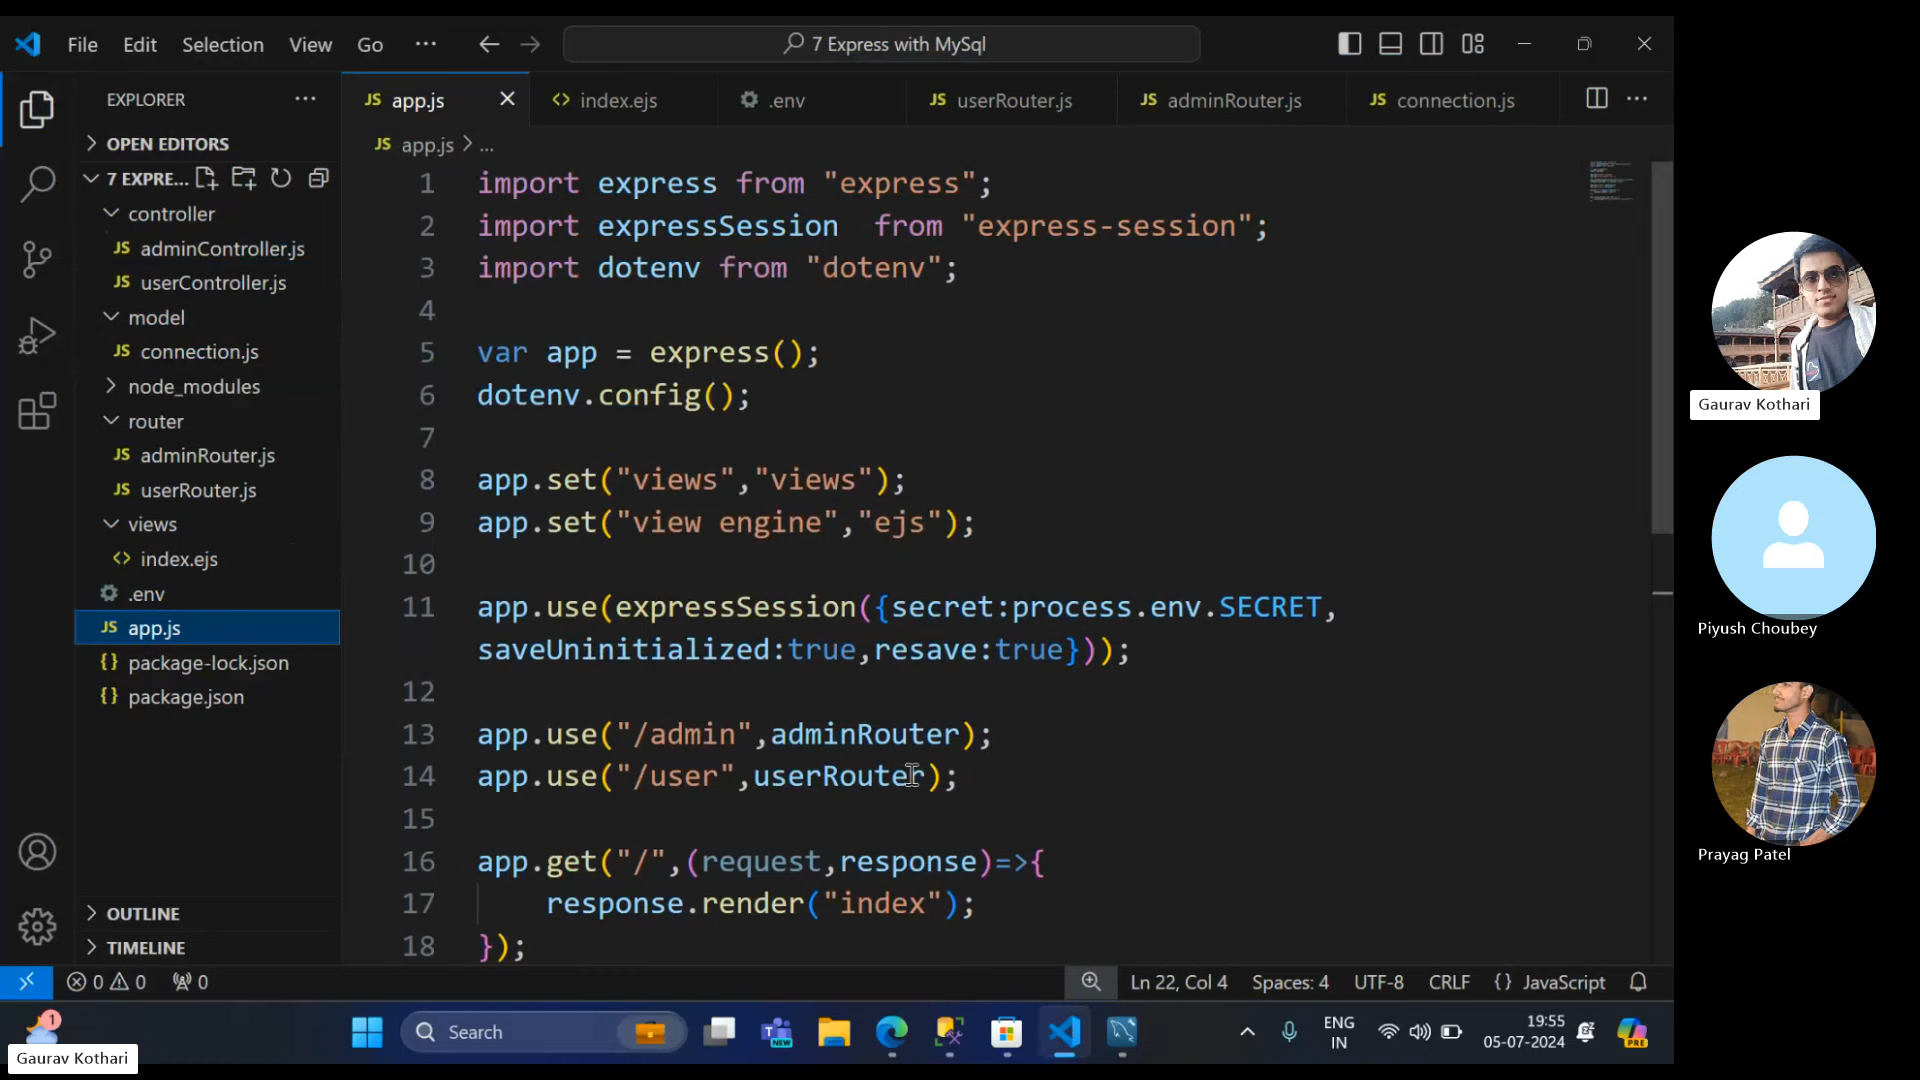 File Edit Selection View Go ··· 7 Express with MySql
EXPLORER ···
OPEN EDITORS
7 EXPRE...
controller
adminController.js
userController.js
model
connection.js
node_modules
router
adminRouter.js
userRouter.js
views
index.ejs
.env
app.js
package-lock.json
package.json
OUTLINE
TIMELINE
JS app.js <> index.ejs .env JS userRouter.js JS adminRouter.js JS connection.js ···
JS app.js > ...
1 import express from "express";
2 import expressSession from "express-session";
3 import dotenv from "dotenv";
4
5 var app = express();
6 dotenv.config();
7
8 app.set("views","views");
9 app.set("view engine","ejs");
10
11 app.use(expressSession({secret:process.env.SECRET,
saveUninitialized:true,resave:true}));
12
13 app.use("/admin",adminRouter);
14 app.use("/user",userRouter);
15
16 app.get("/",(request,response)=>{
17 response.render("index");
18 });
0 0 0 Ln 22, Col 4 Spaces: 4 UTF-8 CRLF {} JavaScript
1 Search NEW ENG IN 19:55 05-07-2024 PRE
Gaurav Kothari
Gaurav Kothari
Piyush Choubey
Prayag Patel